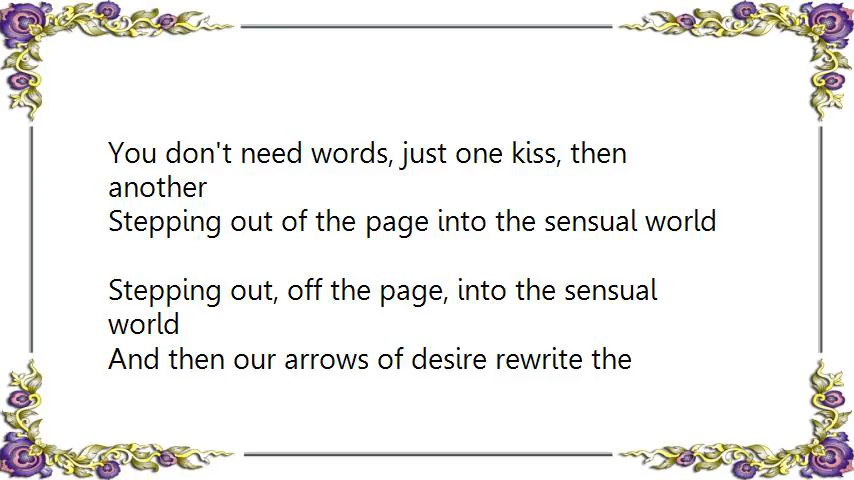 You don't need words, just one kiss, then
another
Stepping out of the page into the sensual world
Stepping out, off the page, into the sensual
world
And then our arrows of desire rewrite the